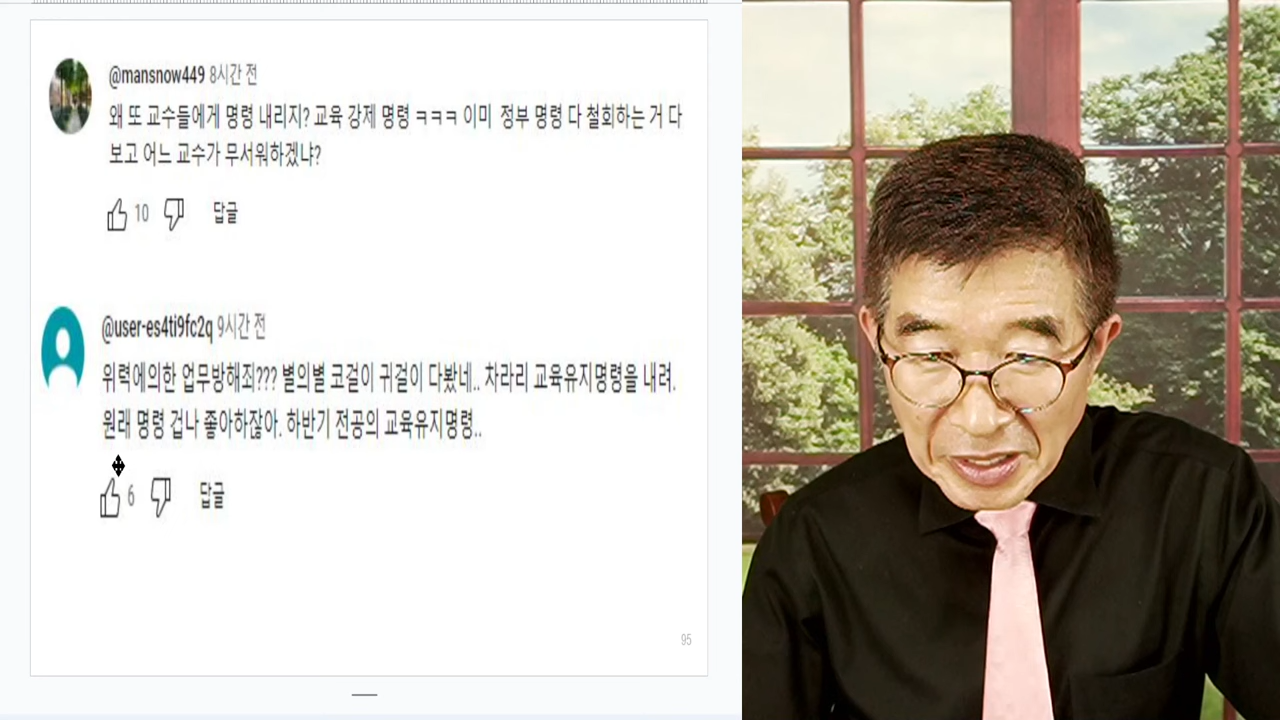 @mansnow449 8시간 전
왜 또 교수들에게 명령 내리지? 교육 강제 명령 ㅋㅋㅋ 이미 정부 명령 다 철회하는 거 다
보고 어느 교수가 무서워하겠냐?
10 답글
@user-es4ti9fc2q 9시간 전
위력에의한 업무방해죄??? 별의별 코걸이 귀걸이 다봤네.. 차라리 교육유지명령을 내려.
원래 명령 겁나 좋아하잖아. 하반기 전공의 교육유지명령..
6 답글
95